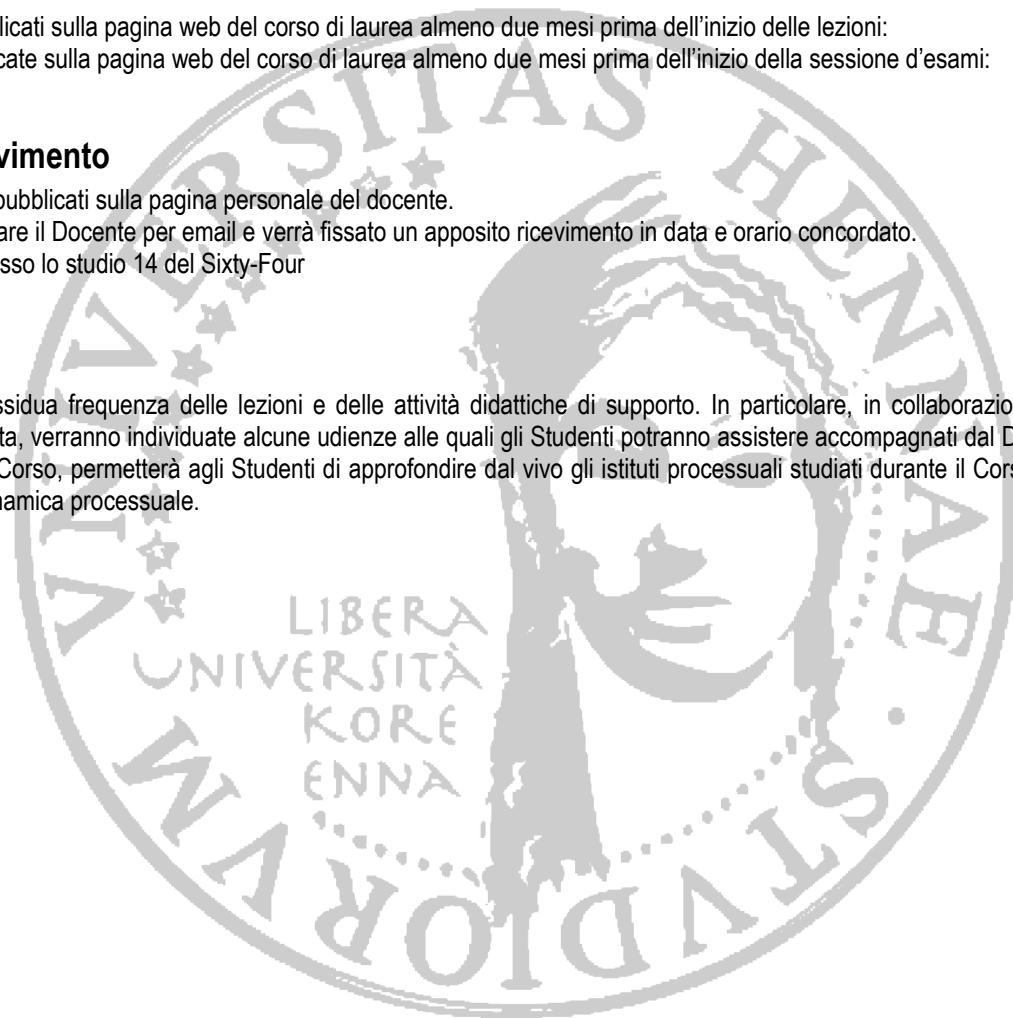 licati sulla pagina web del corso di laurea almeno due mesi prima dell’inizio delle lezioni:
cate sulla pagina web del corso di laurea almeno due mesi prima dell’inizio della sessione d’esami:
vimento
pubblicati sulla pagina personale del docente.
are il Docente per email e verrà fissato un apposito ricevimento in data e orario concordato.
sso lo studio 14 del Sixty-Four
ssidua frequenza delle lezioni e delle attività didattiche di supporto. In particolare, in collaborazio
ta, verranno individuate alcune udienze alle quali gli Studenti potranno assistere accompagnati dal D
Corso, permetterà agli Studenti di approfondire dal vivo gli istituti processuali studiati durante il Cors
namica processuale.
VNIVERSITAS HENNAE · STVDIORVM
LIBERA
UNIVERSITÀ
KORE
ENNA